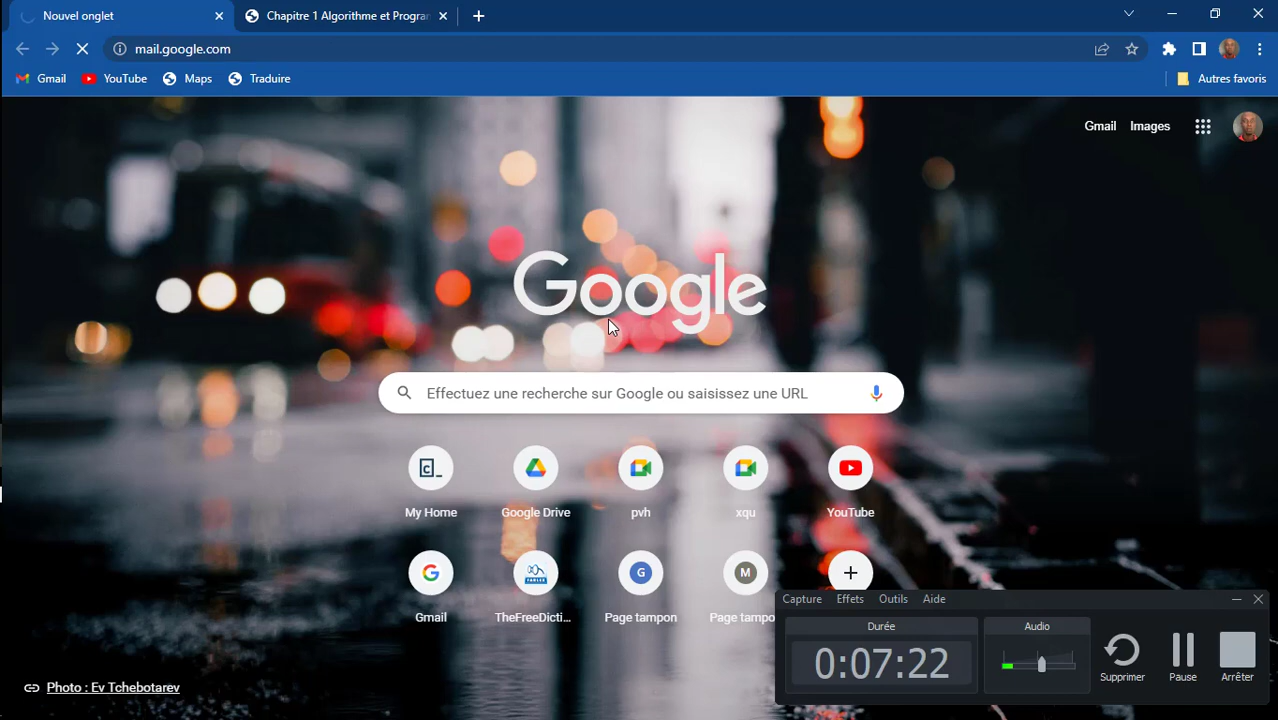 Nouvel onglet
Chapitre 1 Algorithme et Progran
mail.google.com
Gmail
YouTube
Maps
Traduire
Autres favoris
Gmail
Images
Google
Effectuez une recherche sur Google ou saisissez une URL
My Home
Google Drive
pvh
xqu
YouTube
Gmail
TheFreeDicti...
G
Page tampon
M
Page tampo
Photo : Ev Tchebotarev
Capture
Effets
Outils
Aide
Durée
0:07:22
Audio
Supprimer
Pause
Arrêter